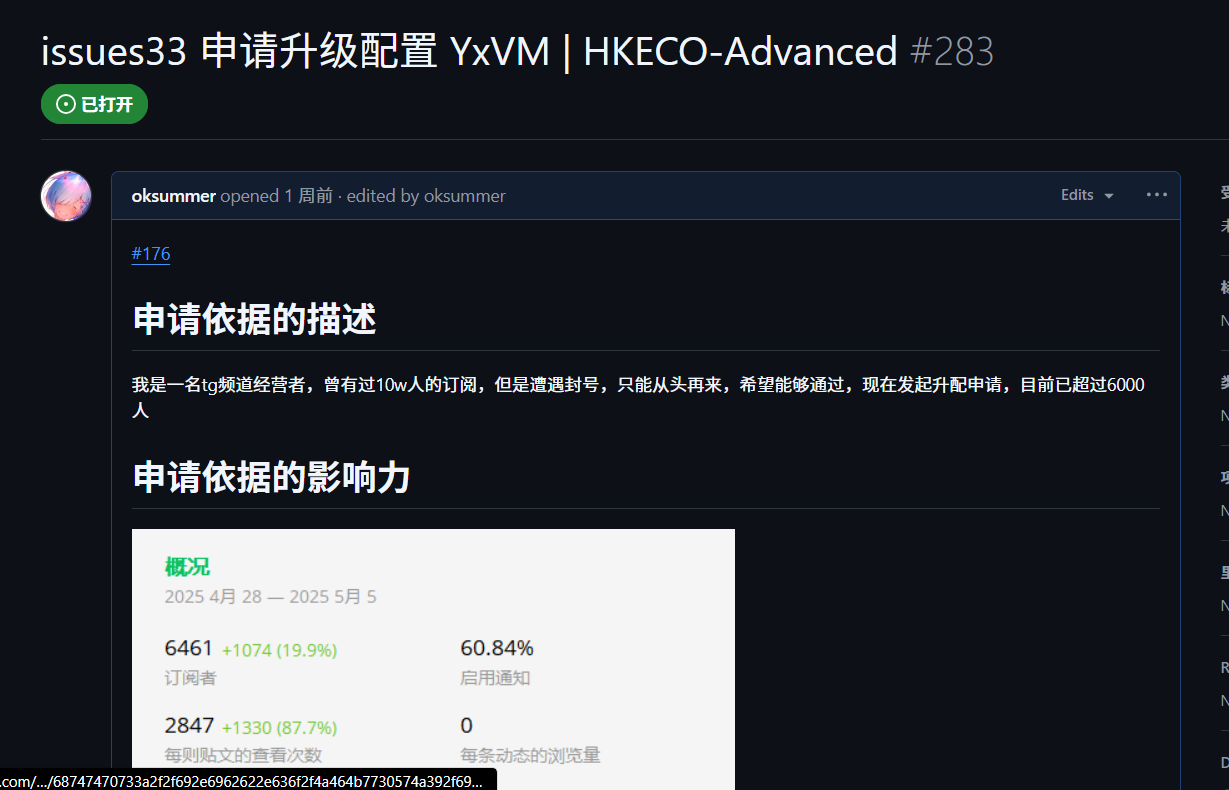 issues33 申请升级配置 YxVM | HKECO-Advanced #283
已打开
oksummer opened 1 周前 · edited by oksummer
Edits
#176
申请依据的描述
我是一名tg频道经营者，曾有过10w人的订阅，但是遭遇封号，只能从头再来，希望能够通过，现在发起升配申请，目前已超过6000
人
申请依据的影响力
概况
2025 4月 28 — 2025 5月 5
6461 +1074 (19.9%)
60.84%
订阅者
启用通知
2847 +1330 (87.7%)
0
每则贴文的查看次数
每条动态的浏览量
.com/.../68747470733a2f2f692e6962622e636f2f4a464b7730574a392f69...